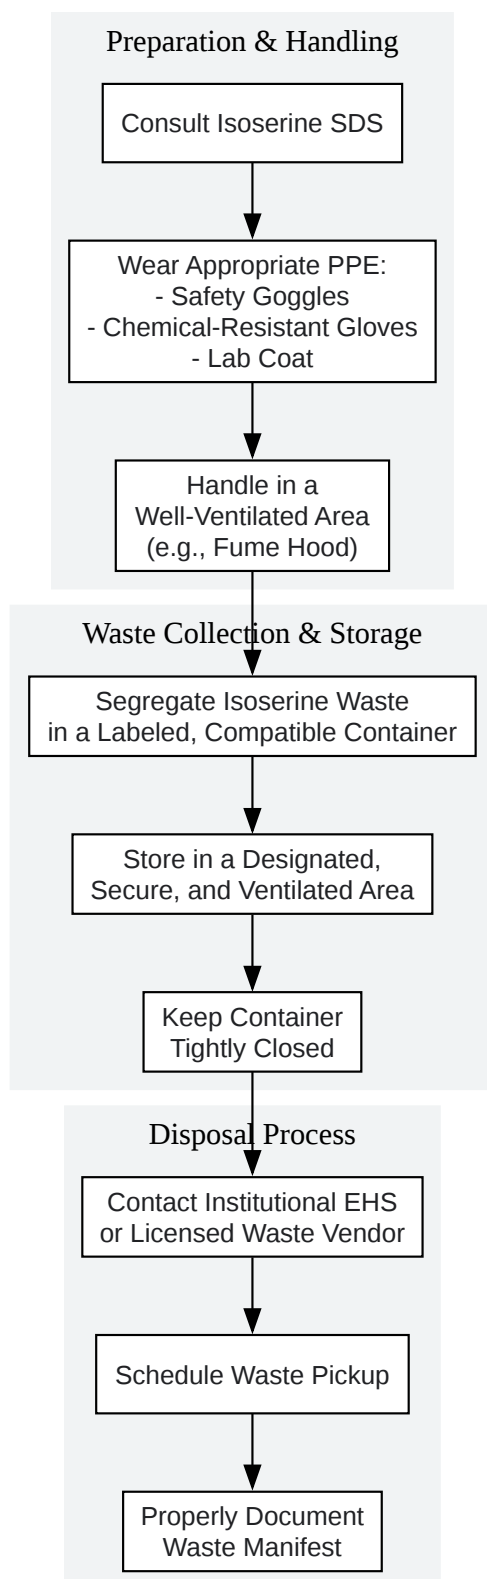 Preparation & Handling
Consult Isoserine SDS
Wear Appropriate PPE:
- Safety Goggles
- Chemical-Resistant Gloves
- Lab Coat
Handle in a
Well-Ventilated Area
(e.g., Fume Hood)
Waste Collection & Storage
Segregate Isoserine Waste
in a Labeled, Compatible Container
Store in a Designated,
Secure, and Ventilated Area
Keep Container
Tightly Closed
Disposal Process
Contact Institutional EHS
or Licensed Waste Vendor
Schedule Waste Pickup
Properly Document
Waste Manifest